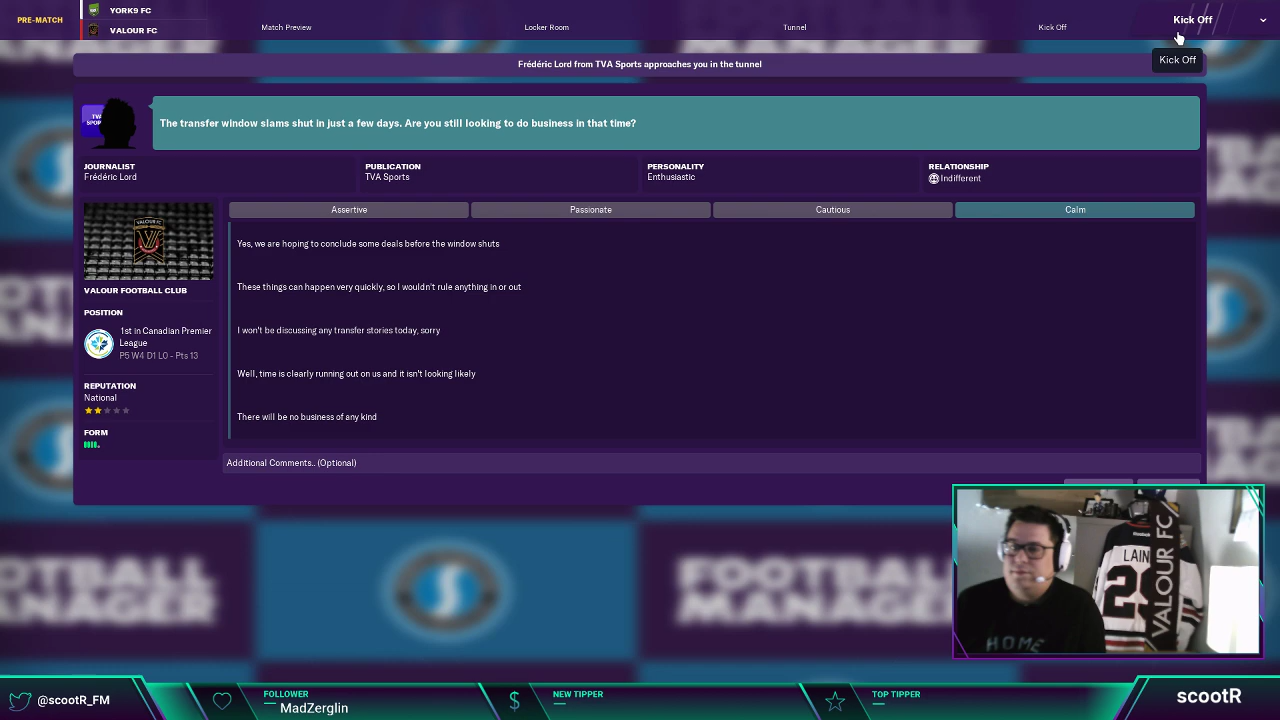 PRE-MATCH
YORK9 FC
VALOUR FC
Match Preview
Locker Room
Tunnel
Kick Off
Kick Off
Kick Off
Frédéric Lord from TVA Sports approaches you in the tunnel
The transfer window slams shut in just a few days. Are you still looking to do business in that time?
JOURNALIST
Frédéric Lord
PUBLICATION
TVA Sports
PERSONALITY
Enthusiastic
RELATIONSHIP
Indifferent
VALOUR FOOTBALL CLUB
POSITION
1st in Canadian Premier
League
P5 W4 D1 L0 - Pts 13
REPUTATION
National
FORM
Assertive
Passionate
Cautious
Calm
Yes, we are hoping to conclude some deals before the window shuts
These things can happen very quickly, so I wouldn't rule anything in or out
I won't be discussing any transfer stories today, sorry
Well, time is clearly running out on us and it isn't looking likely
There will be no business of any kind
Additional Comments.. (Optional)
FOOTBALL
MANAGER
LAIN
2
VALOUR FC
HOME
@scootR_FM
FOLLOWER
MadZerglin
NEW TIPPER
TOP TIPPER
scootR